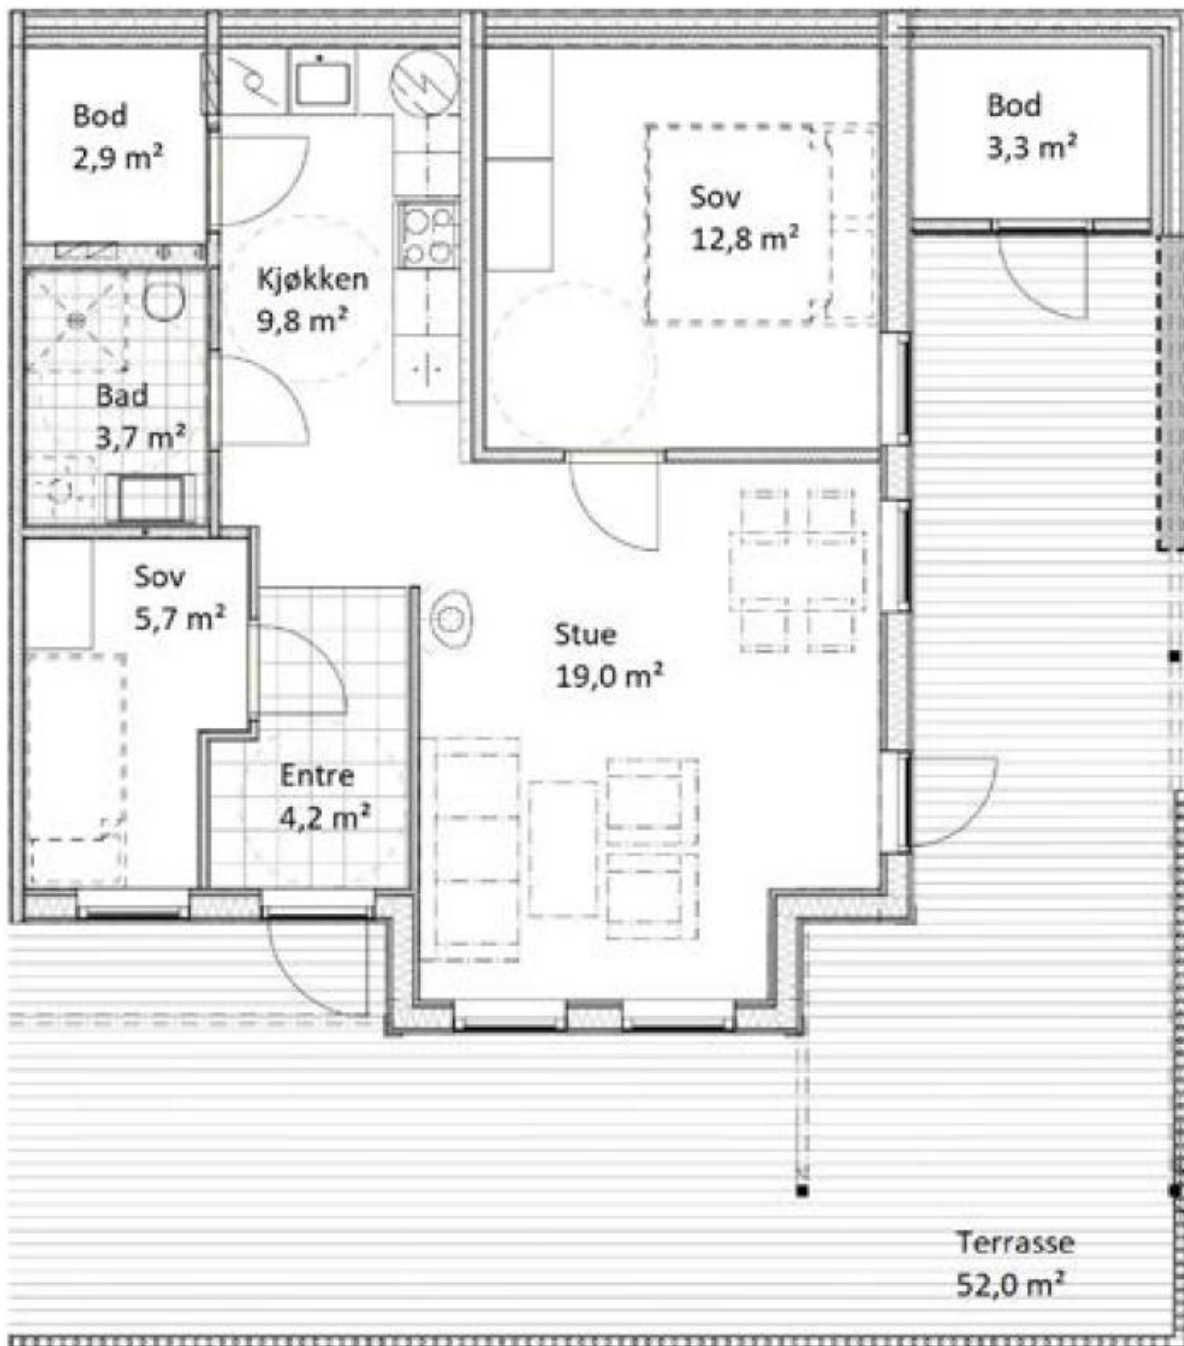 Bod
2,9 m²
Bod
3,3 m²
Sov
12,8 m²
Kjøkken
9,8 m²
Bad
3,7 m²
Sov
5,7 m²
Stue
19,0 m²
Entre
4,2 m²
Terrasse
52,0 m²